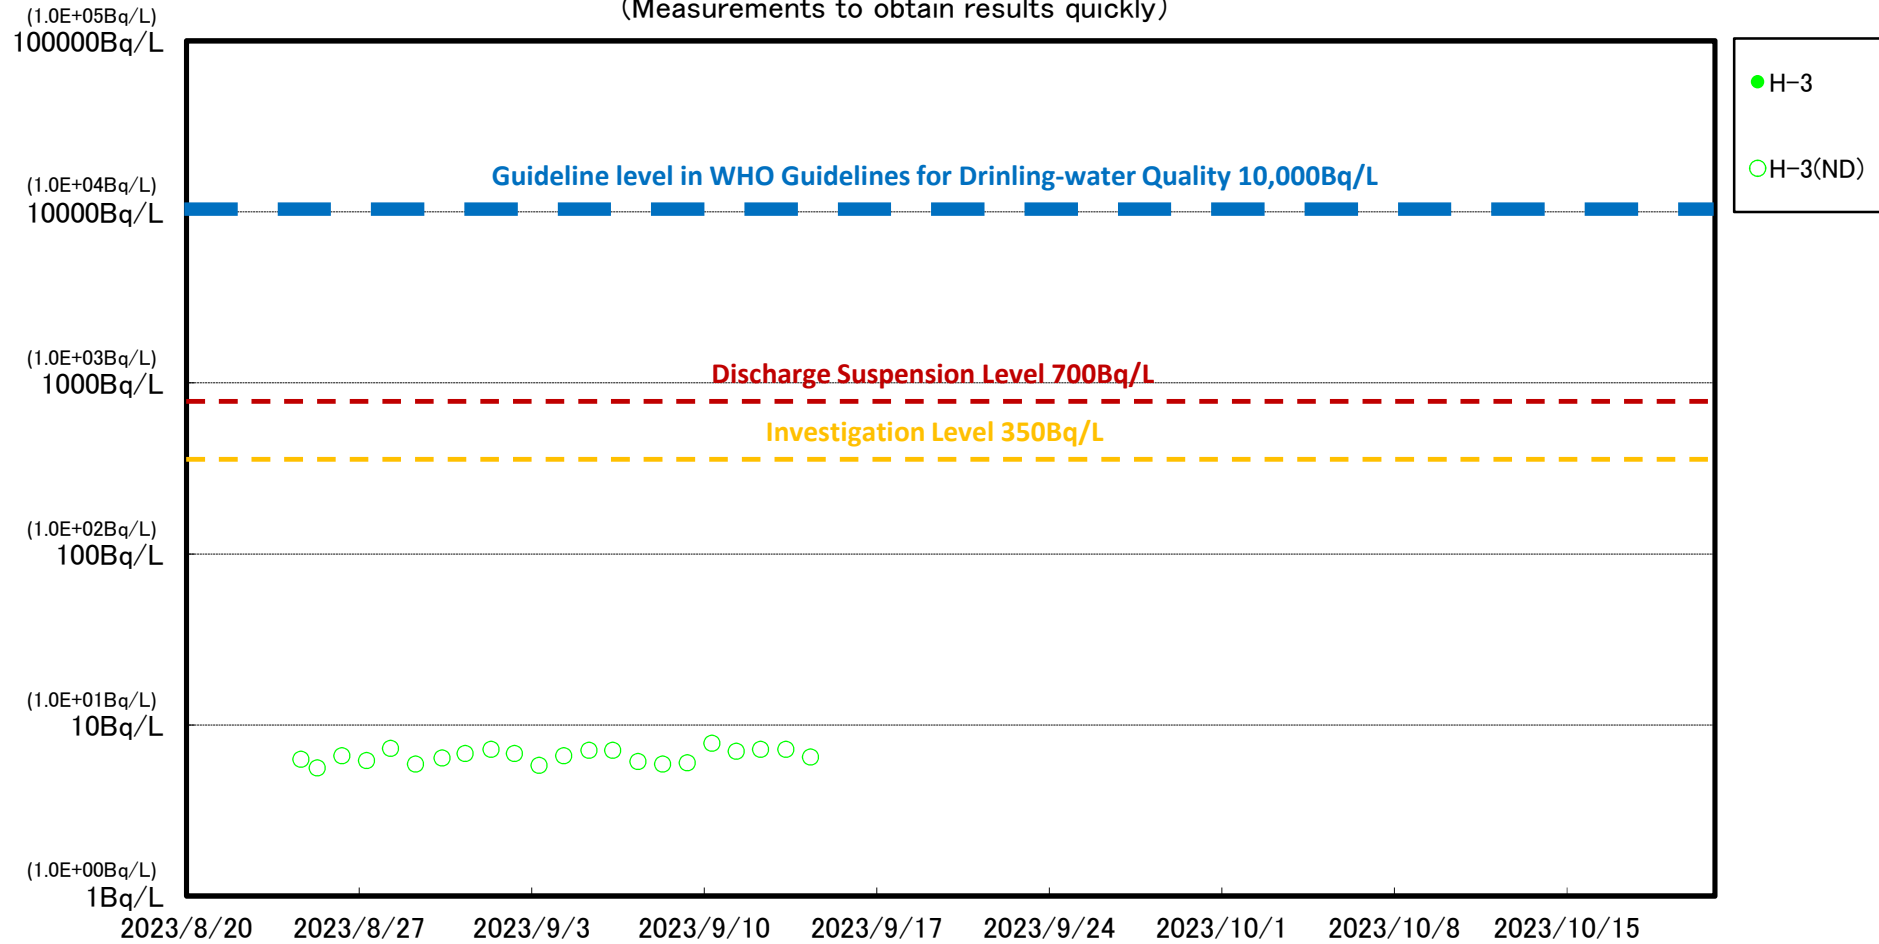 (Measurements to obtain results quickly)
(1.0E+05Bq/L)
100000Bq/L
H-3
H-3(ND)
Guideline level in WHO Guidelines for Drinling-water Quality 10,000Bq/L
(1.0E+04Bq/L)
10000Bq/L
(1.0E+03Bq/L)
1000Bq/L
Discharge Suspension Level 700Bq/L
Investigation Level 350Bq/L
(1.0E+02Bq/L)
100Bq/L
(1.0E+01Bq/L)
10Bq/L
(1.0E+00Bq/L)
1Bq/L
2023/8/20 2023/8/27 2023/9/3 2023/9/10 2023/9/17 2023/9/24 2023/10/1 2023/10/8 2023/10/15